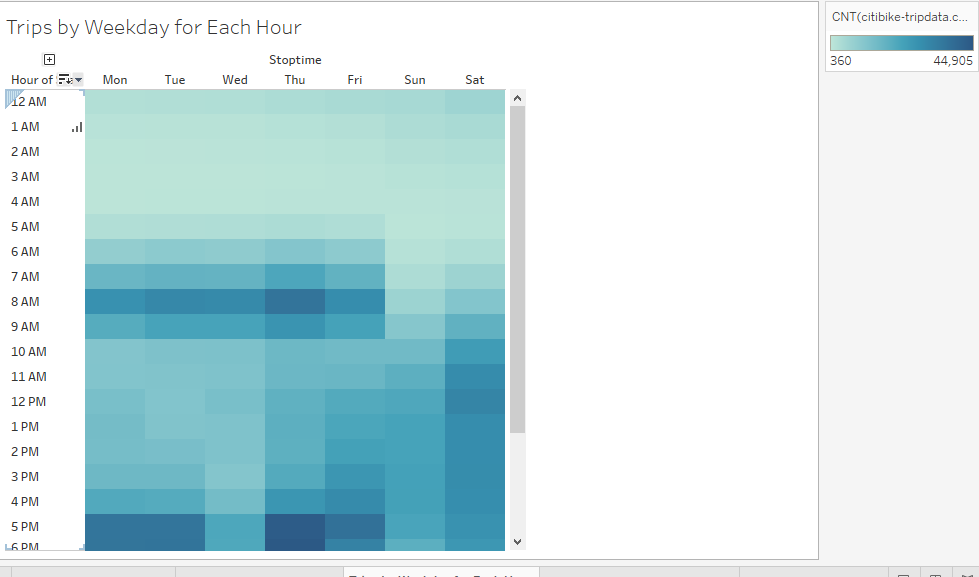 Trips by Weekday for Each Hour
CNT(citibike-tripdata.c...
360 44,905
Stoptime
Hour of Mon Tue Wed Thu Fri Sun Sat
12 AM
1 AM
2 AM
3 AM
4 AM
5 AM
6 AM
7 AM
8 AM
9 AM
10 AM
11 AM
12 PM
1 PM
2 PM
3 PM
4 PM
5 PM
6 PM